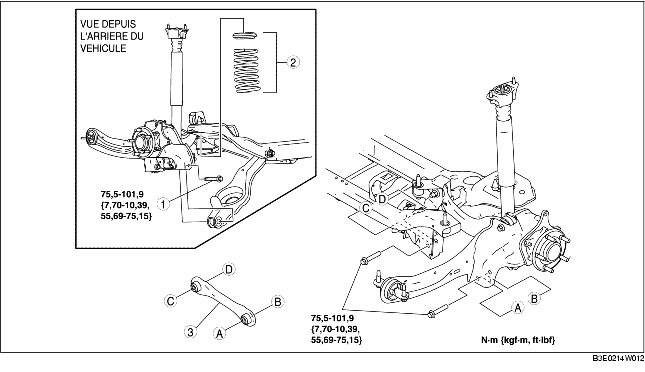 VUE DEPUIS
L'ARRIERE DU
VEHICULE
2
75,5-101,9
{7,70-10,39,
55,69-75,15}
1
D
C
D
C
B
3
A
A
B
75,5-101,9
{7,70-10,39,
55,69-75,15}
N·m {kgf·m, ft·lbf}
B3E0214W012